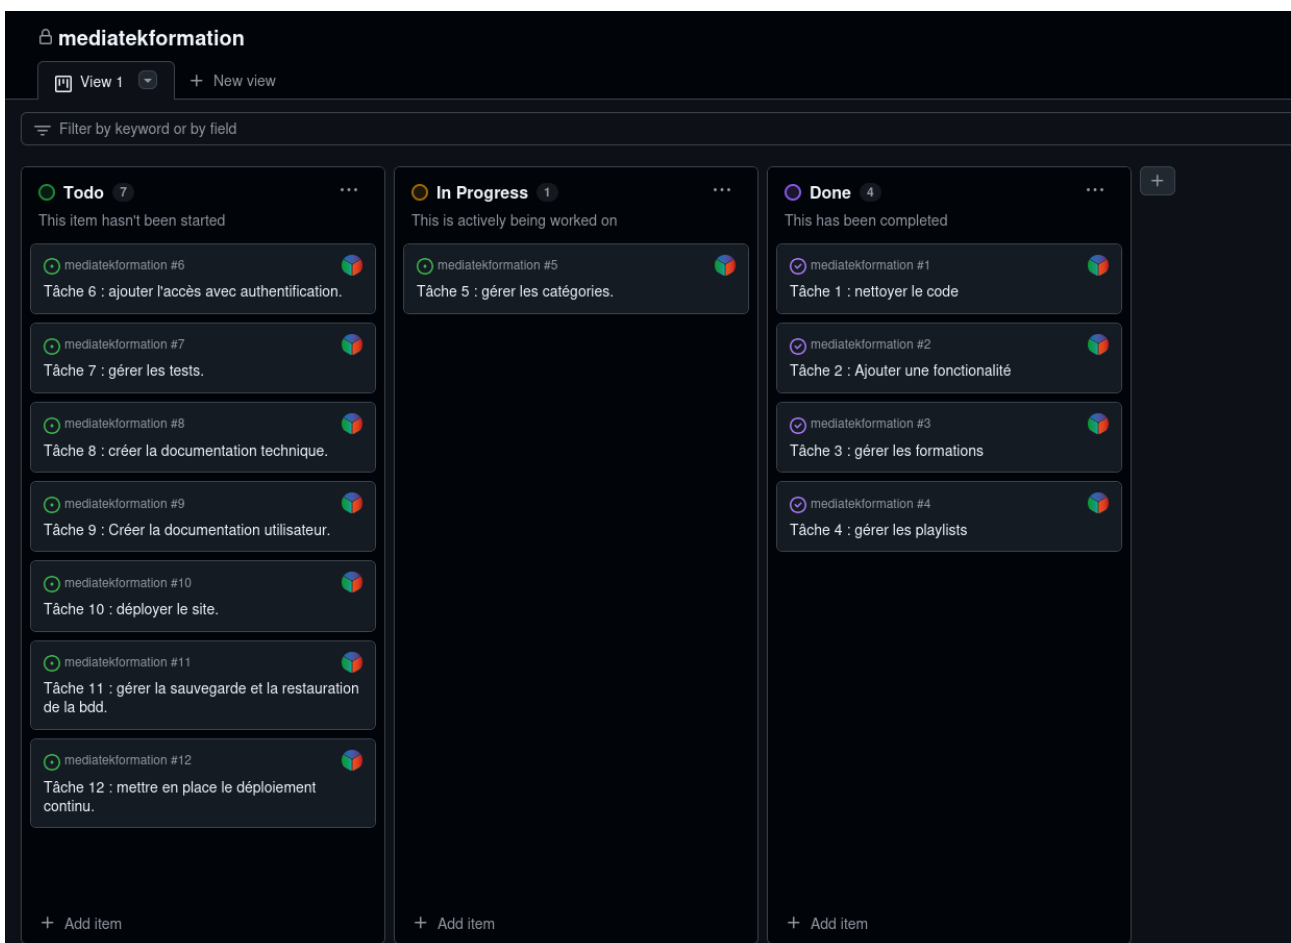 mediatekformation
View 1
New view
Filter by keyword or by field
Todo 7
This item hasn't been started
mediatekformation #6
Tâche 6 : ajouter l'accès avec authentification.
mediatekformation #7
Tâche 7 : gérer les tests.
mediatekformation #8
Tâche 8 : créer la documentation technique.
mediatekformation #9
Tâche 9 : Créer la documentation utilisateur.
mediatekformation #10
Tâche 10 : déployer le site.
mediatekformation #11
Tâche 11 : gérer la sauvegarde et la restauration
de la bdd.
mediatekformation #12
Tâche 12 : mettre en place le déploiement
continu.
+ Add item
In Progress 1
This is actively being worked on
mediatekformation #5
Tâche 5 : gérer les catégories.
+ Add item
Done 4
This has been completed
mediatekformation #1
Tâche 1 : nettoyer le code
mediatekformation #2
Tâche 2 : Ajouter une fonctionalité
mediatekformation #3
Tâche 3 : gérer les formations
mediatekformation #4
Tâche 4 : gérer les playlists
+ Add item